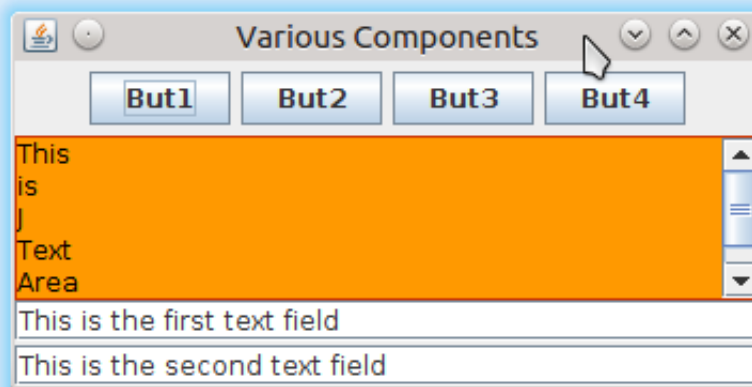 Various Components
But1 But2 But3 But4
This
is
J
Text
Area
This is the first text field
This is the second text field